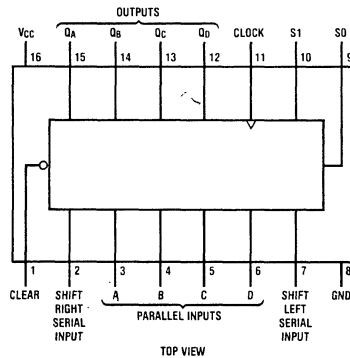 OUTPUTS
VCC QA QB QC QD CLOCK S1 S0
16 15 14 13 12 11 10 9
1 2 3 4 5 6 7 8
CLEAR SHIFT RIGHT SERIAL INPUT A B C D SHIFT LEFT SERIAL INPUT GND
PARALLEL INPUTS
TOP VIEW